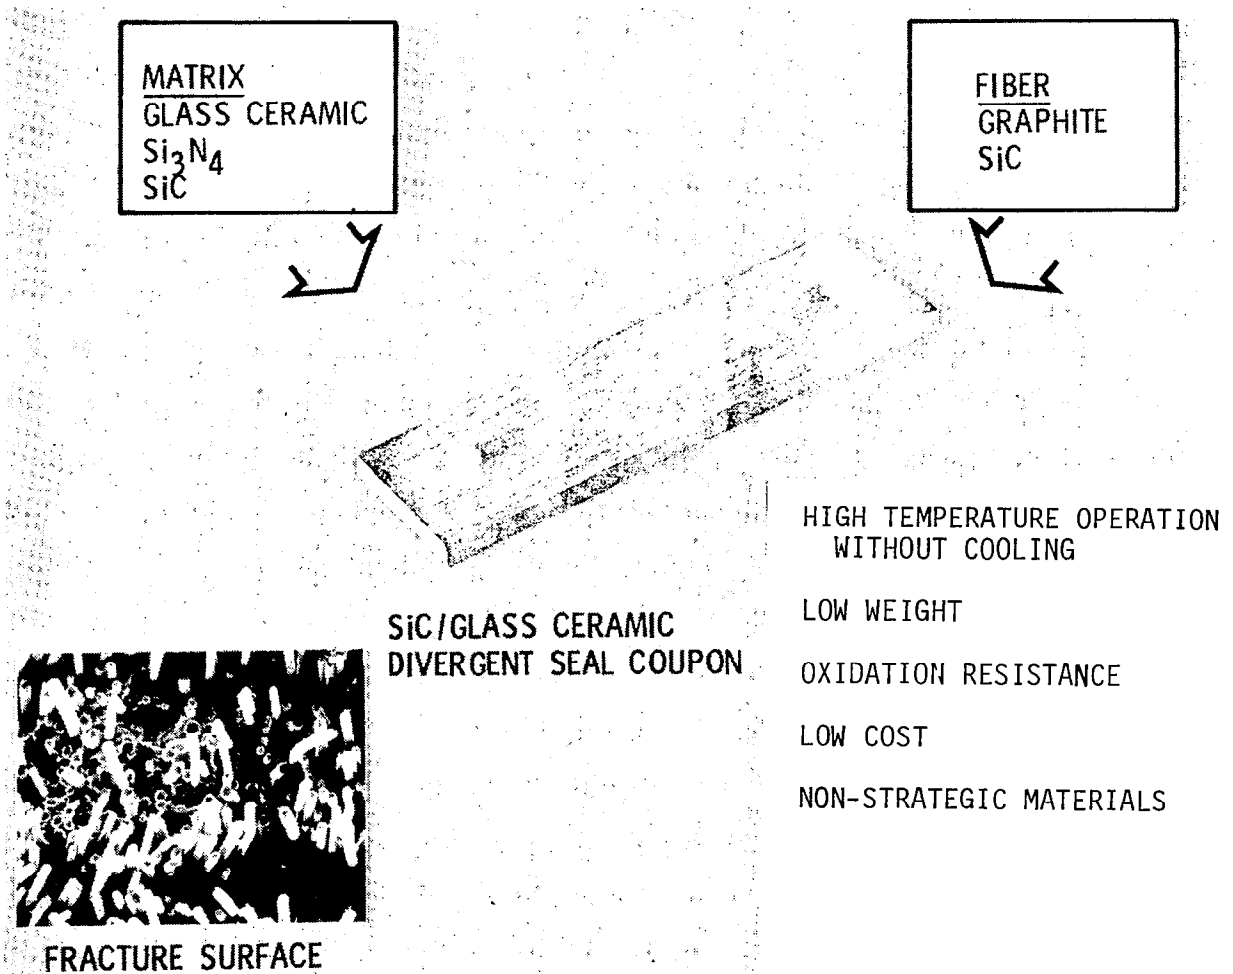 MATRIX
GLASS CERAMIC
Si3N4
SiC
FIBER
GRAPHITE
SiC
HIGH TEMPERATURE OPERATION
WITHOUT COOLING
LOW WEIGHT
OXIDATION RESISTANCE
LOW COST
NON-STRATEGIC MATERIALS
SiC/GLASS CERAMIC
DIVERGENT SEAL COUPON
FRACTURE SURFACE